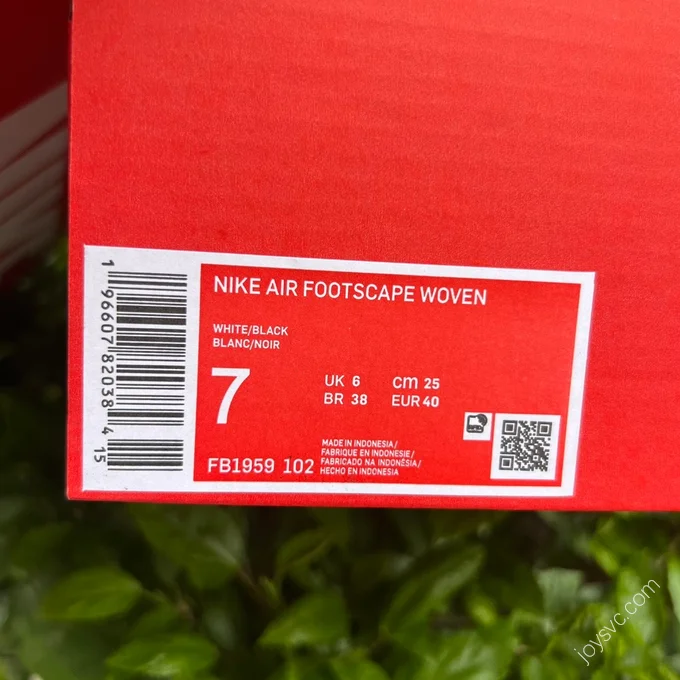 NIKE AIR FOOTSCAPE WOVEN
WHITE/BLACK
BLANC/NOIR
7
UK 6 cm 25
BR 38 EUR 40
FB1959 102
MADE IN INDONESIA/
FABRIQUE EN INDONESIE/
FABRICADO NA INDONÉSIA/
HECHO EN INDONESIA
1 96607 82038 4 15
joysvc.com